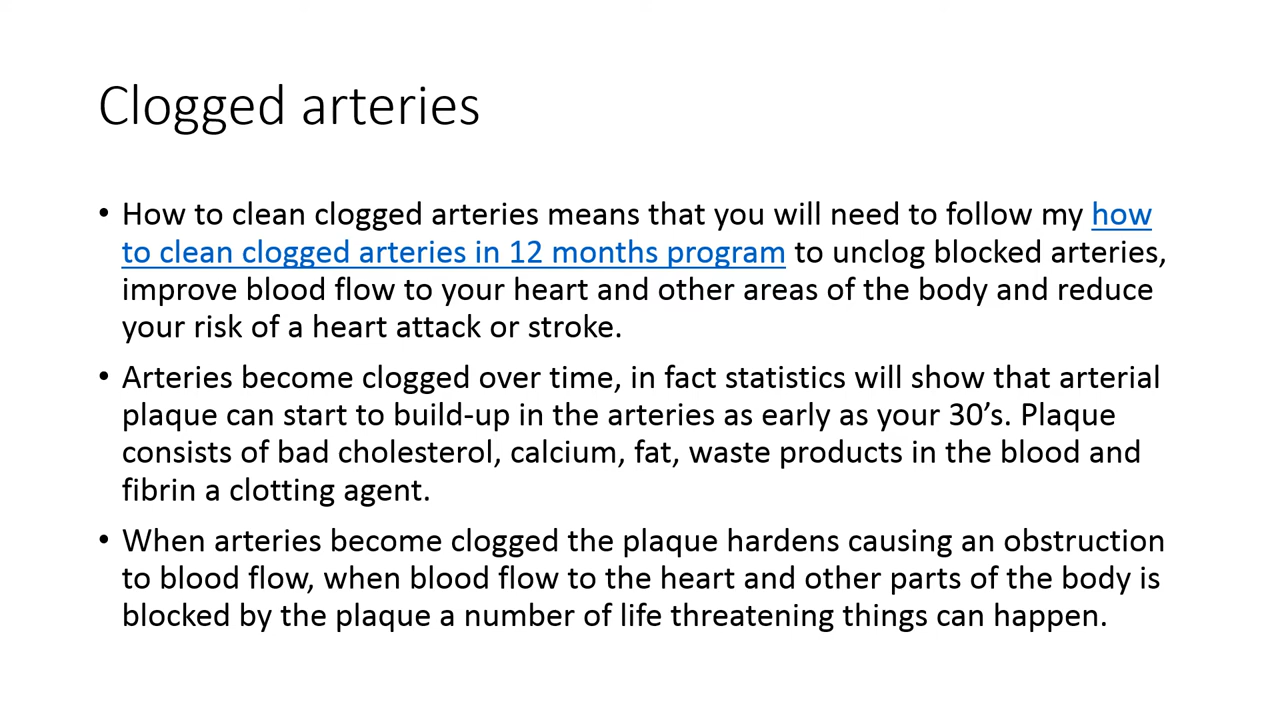 Clogged arteries
• How to clean clogged arteries means that you will need to follow my how
to clean clogged arteries in 12 months program to unclog blocked arteries,
improve blood flow to your heart and other areas of the body and reduce
your risk of a heart attack or stroke.
• Arteries become clogged over time, in fact statistics will show that arterial
plaque can start to build-up in the arteries as early as your 30’s. Plaque
consists of bad cholesterol, calcium, fat, waste products in the blood and
fibrin a clotting agent.
• When arteries become clogged the plaque hardens causing an obstruction
to blood flow, when blood flow to the heart and other parts of the body is
blocked by the plaque a number of life threatening things can happen.